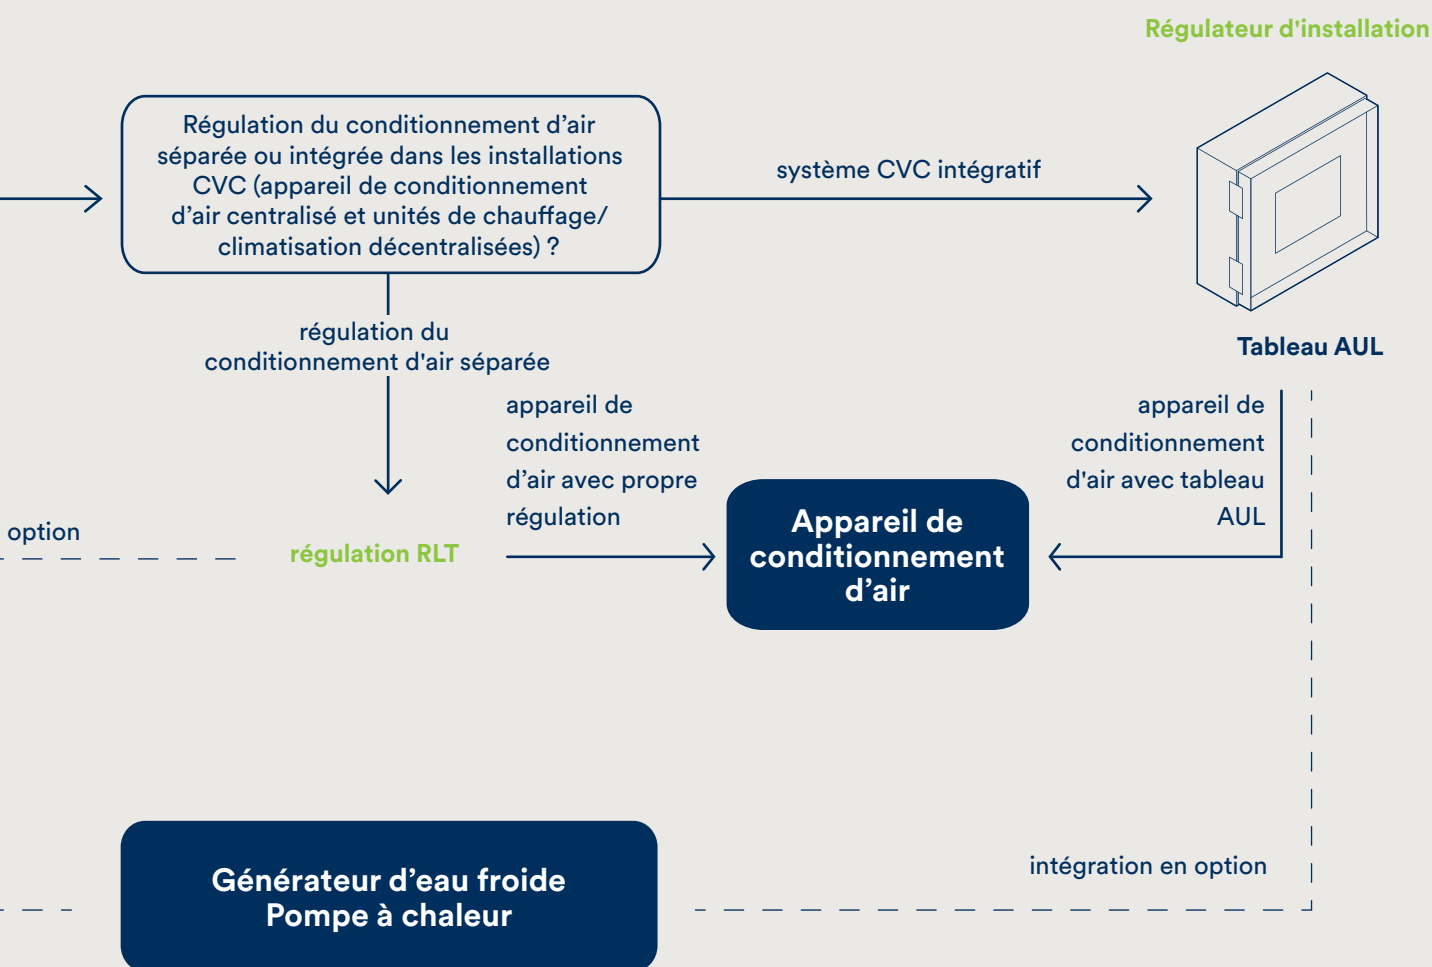 Régulateur d'installation
Régulation du conditionnement d’air
séparée ou intégrée dans les installations
CVC (appareil de conditionnement
d’air centralisé et unités de chauffage/
climatisation décentralisées) ?
système CVC intégratif
Tableau AUL
régulation du
conditionnement d'air séparée
appareil de
conditionnement
d’air avec propre
régulation
appareil de
conditionnement
d'air avec tableau
AUL
option
régulation RLT
Appareil de
conditionnement
d’air
Générateur d’eau froide
Pompe à chaleur
intégration en option